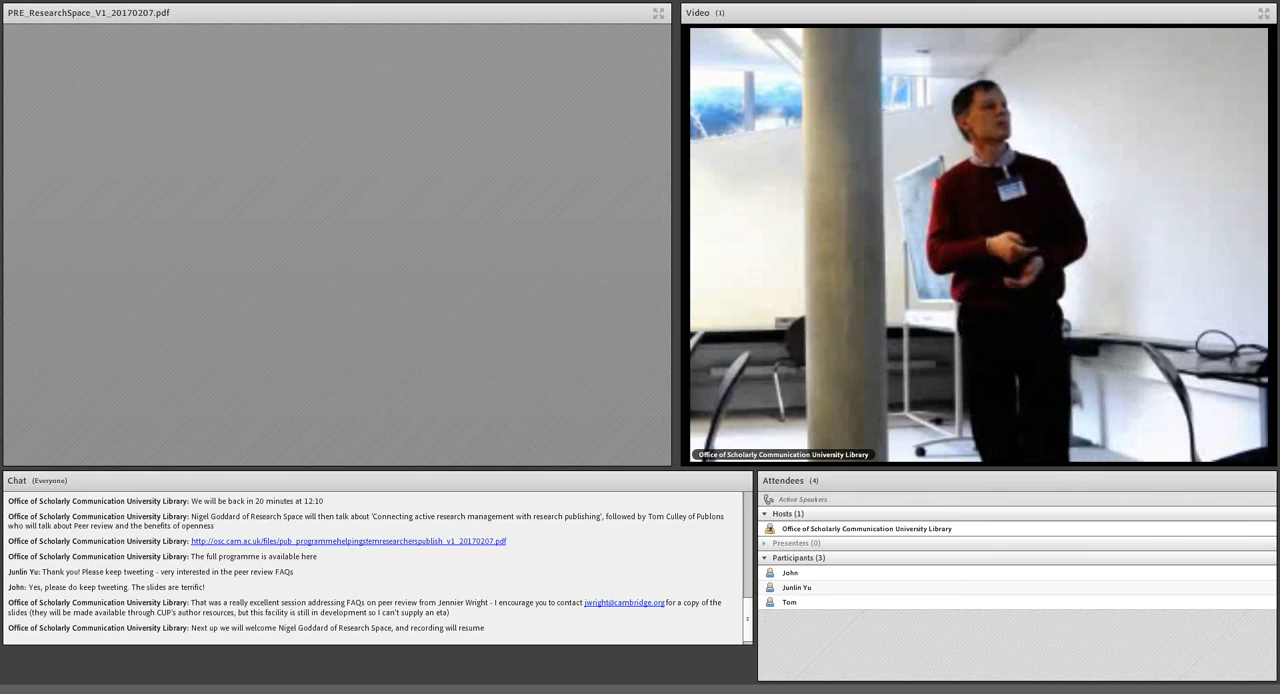 PRE_ResearchSpace_V1_20170207.pdf
Video (1)
Office of Scholarly Communication University Library
Chat (Everyone)
Office of Scholarly Communication University Library: We will be back in 20 minutes at 12:10
Office of Scholarly Communication University Library: Nigel Goddard of Research Space will then talk about 'Connecting active research management with research publishing', followed by Tom Culley of Publons
who will talk about Peer review and the benefits of openness
Office of Scholarly Communication University Library: http://osc.cam.ac.uk/files/pub_programmehelpingstemresearcherspublish_v1_20170207.pdf
Office of Scholarly Communication University Library: The full programme is available here
Junlin Yu: Thank you! Please keep tweeting - very interested in the peer review FAQs
John: Yes, please do keep tweeting. The slides are terrific!
Office of Scholarly Communication University Library: That was a really excellent session addressing FAQs on peer review from Jennier Wright - I encourage you to contact jwright@cambridge.org for a copy of the
slides (they will be made available through CUP's author resources, but this facility is still in development so I can't supply an eta)
Office of Scholarly Communication University Library: Next up we will welcome Nigel Goddard of Research Space, and recording will resume
Attendees (4)
Active Speakers
Hosts (1)
Office of Scholarly Communication University Library
Presenters (0)
Participants (3)
John
Junlin Yu
Tom